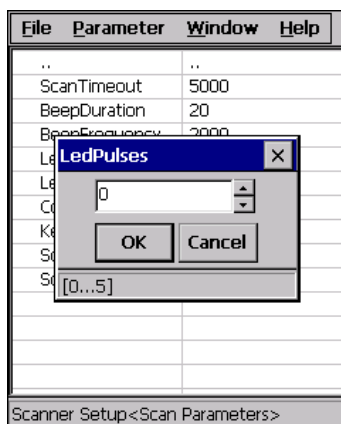 File Parameter Window Help
.. ..
ScanTimeout 5000
BeepDuration 20
BeepFrequency 2000
LedPulses
0
OK Cancel
[0...5]
Scanner Setup<Scan Parameters>